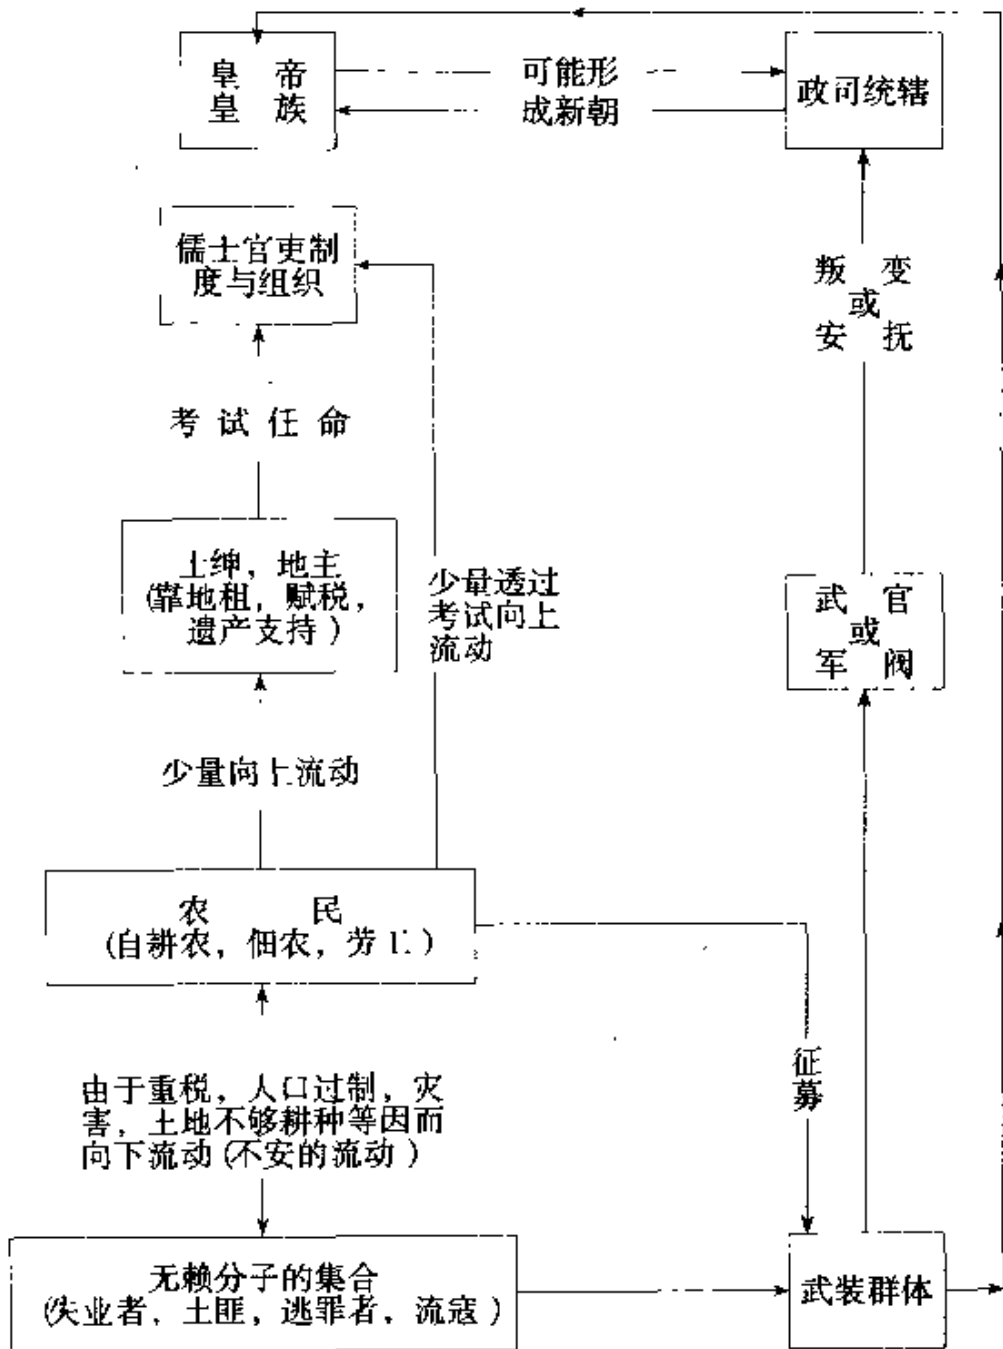 皇 帝
皇 族
可能形
成新朝
政司统辖
儒士官吏制
度与组织
叛 变
或
安 抚
考试任命
士绅，地主
(靠地租，赋税，
遗产支持)
少量透过
考试向上
流动
武 官
或
军 阀
少量向上流动
农 民
(自耕农，佃农，劳工)
征
募
由于重税，人口过制，灾
害，土地不够耕种等因而
向下流动(不安的流动)
无赖分子的集合
(失业者，土匪，逃罪者，流寇)
武装群体